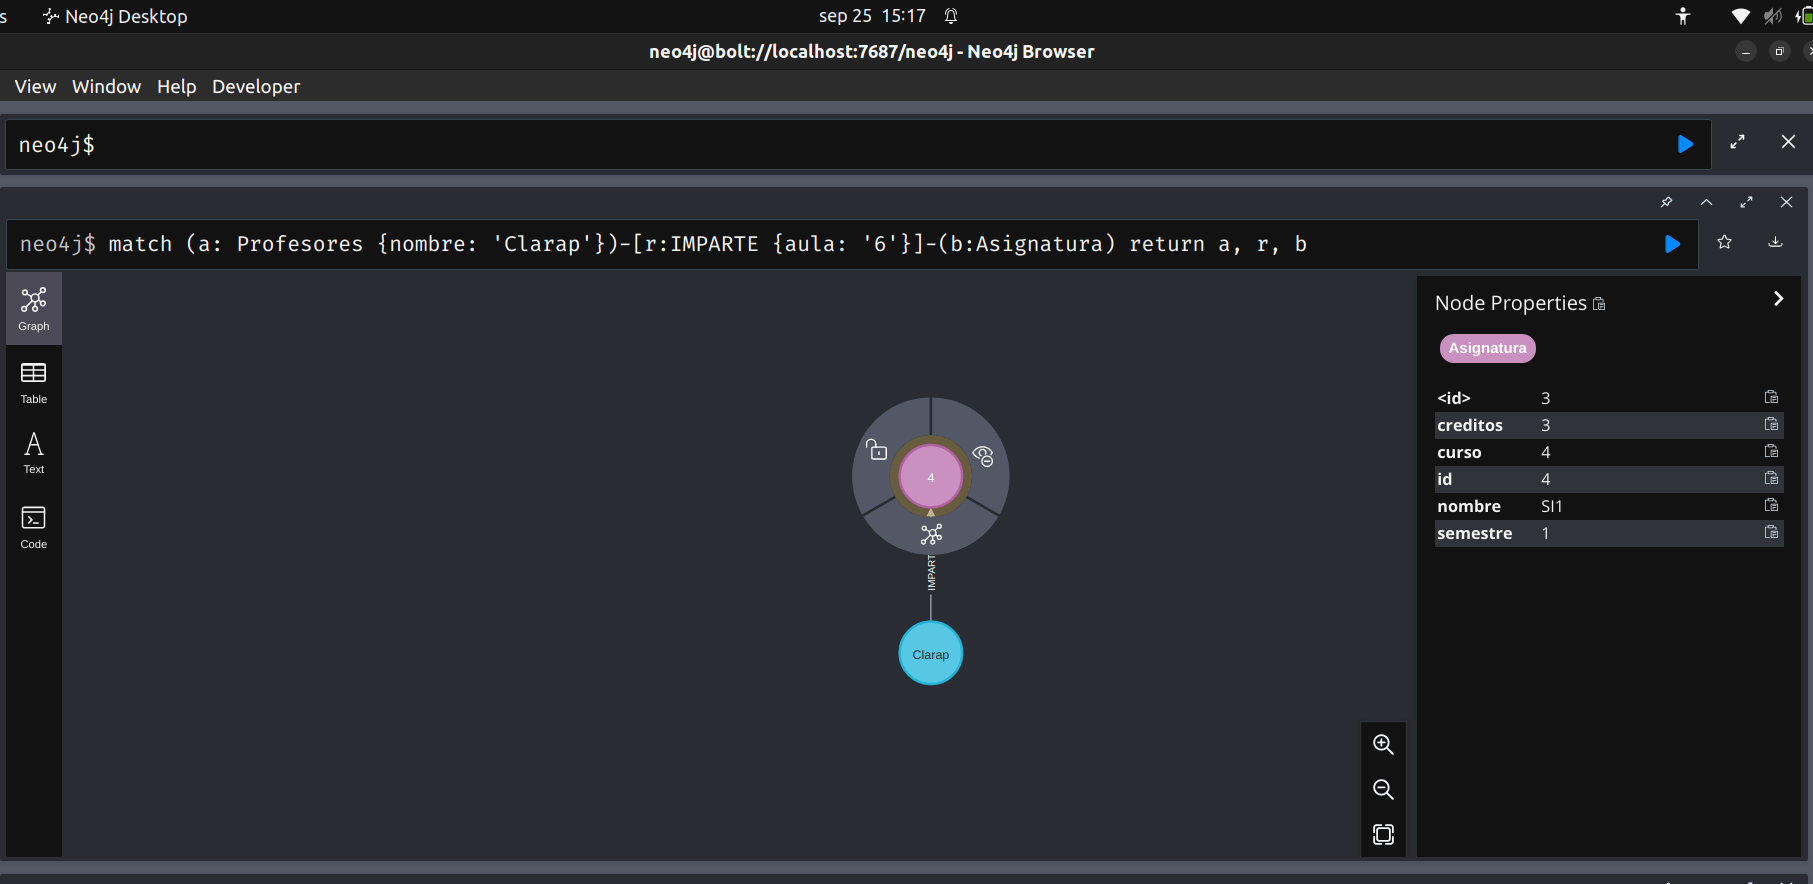 s Neo4j Desktop sep 25 15:17
neo4j@bolt://localhost:7687/neo4j - Neo4j Browser
View Window Help Developer
neo4j$
neo4j$ match (a: Profesores {nombre: 'Clarap'})-[r:IMPARTE {aula: '6'}]-(b:Asignatura) return a, r, b
Graph
Table
Text
Code
4
IMPART
Clarap
Node Properties
Asignatura
<id> 3
creditos 3
curso 4
id 4
nombre SI1
semestre 1